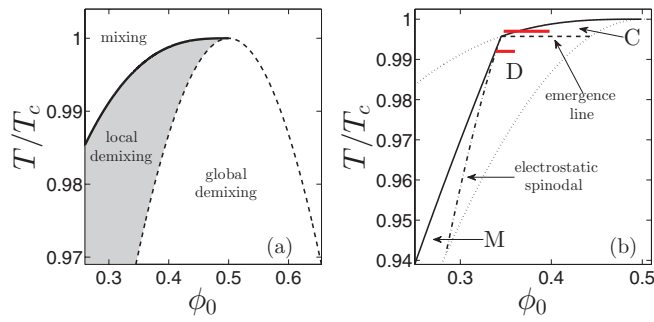 mixing
local
demixing
global
demixing
(a)
1
0.99
0.98
0.97
0.3
0.4
0.5
0.6
T/T_c
ϕ_0
C
D
emergence
line
electrostatic
spinodal
M
(b)
1
0.99
0.98
0.97
0.96
0.95
0.94
0.3
0.4
0.5
T/T_c
ϕ_0